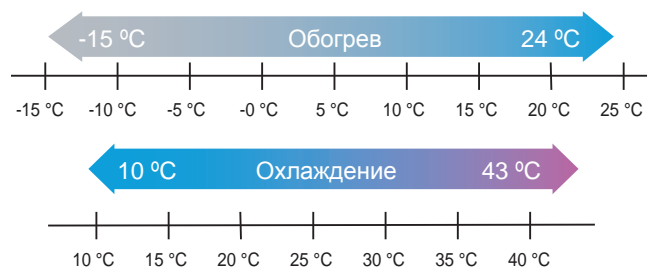 -15 ºC Обогрев 24 ºC
-15 °C -10 °C -5 °C -0 °C 5 °C 10 °C 15 °C 20 °C 25 °C
10 ºC Охлаждение 43 ºC
10 °C 15 °C 20 °C 25 °C 30 °C 35 °C 40 °C